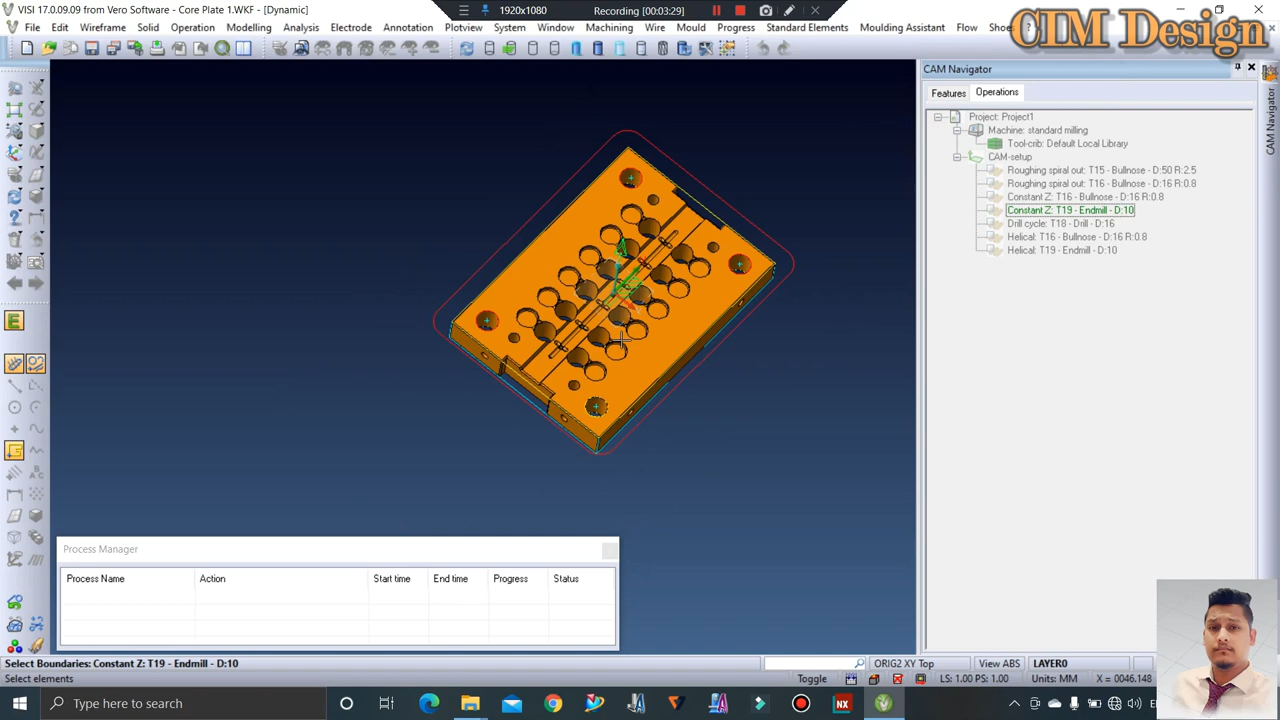 VISI 17.0.09.09 from Vero Software - Core Plate 1.WKF - [Dynamic]
1920x1080
Recording [00:03:29]
CIM Design
Edit
Wireframe
Solid
Operation
Modelling
Analysis
Electrode
Annotation
Plotview
System
Window
Machining
Wire
Mould
Progress
Standard Elements
Moulding Assistant
Flow
CAM Navigator
Features
Operations
Project: Project1
Machine: standard milling
Tool-crib: Default Local Library
CAM-setup
Roughing spiral out: T15 - Bullnose - D:50 R:2.5
Roughing spiral out: T16 - Bullnose - D:16 R:0.8
Constant Z: T16 - Bullnose - D:16 R:0.8
Constant Z: T19 - Endmill - D:10
Drill cycle: T18 - Drill - D:16
Helical: T16 - Bullnose - D:16 R:0.8
Helical: T19 - Endmill - D:10
CAM Navigator
Process Manager
Process Name
Action
Start time
End time
Progress
Status
Select Boundaries: Constant Z: T19 - Endmill - D:10
ORIG2 XY Top
View ABS
LAYER0
Select elements
Toggle
LS: 1.00 PS: 1.00
Units: MM
X = 0046.148
Type here to search
NX